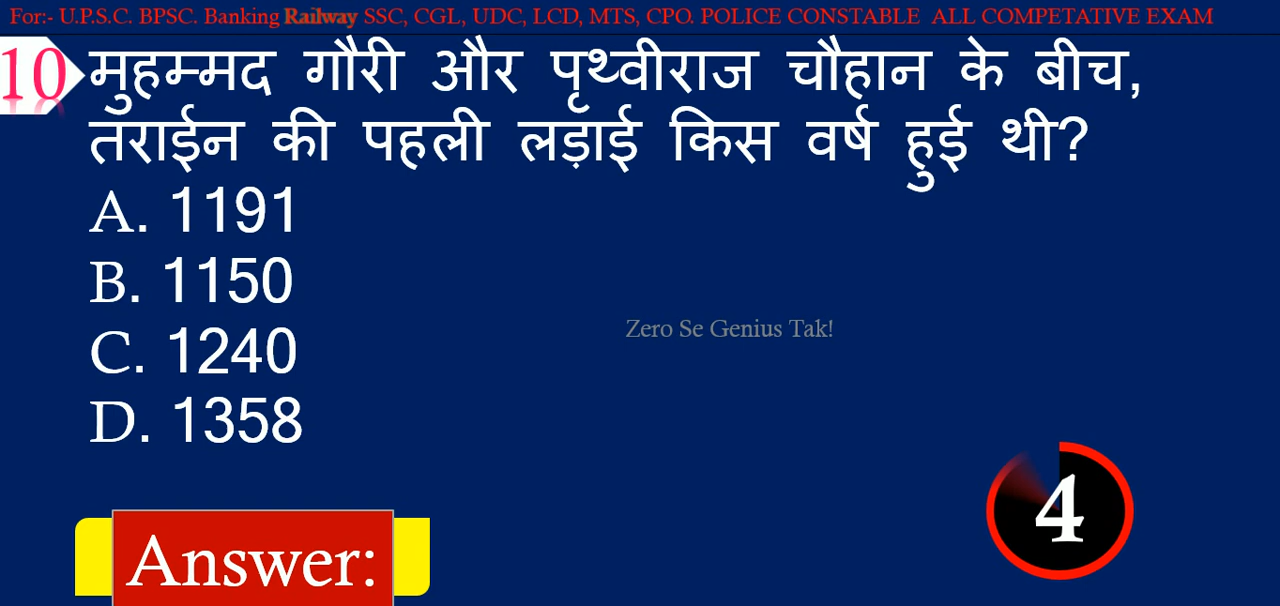 For:- U.P.S.C. BPSC. Banking Railway SSC, CGL, UDC, LCD, MTS, CPO. POLICE CONSTABLE ALL COMPETATIVE EXAM
10 मुहम्मद गौरी और पृथ्वीराज चौहान के बीच,
तराईन की पहली लड़ाई किस वर्ष हुई थी?
A. 1191
B. 1150
C. 1240
D. 1358
Zero Se Genius Tak!
4
Answer: